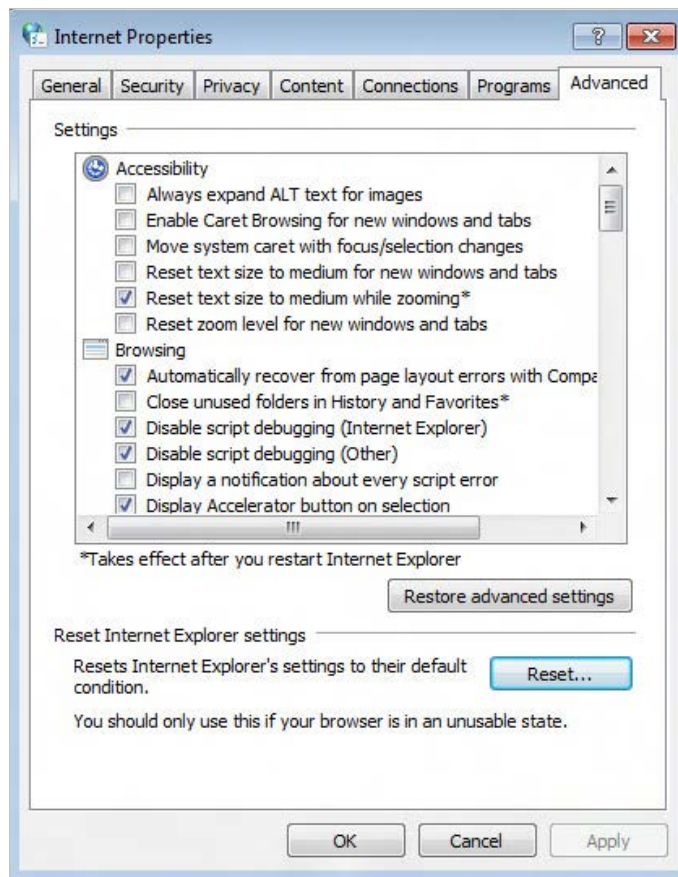 Internet Properties
General Security Privacy Content Connections Programs Advanced
Settings
Accessibility
Always expand ALT text for images
Enable Caret Browsing for new windows and tabs
Move system caret with focus/selection changes
Reset text size to medium for new windows and tabs
Reset text size to medium while zooming*
Reset zoom level for new windows and tabs
Browsing
Automatically recover from page layout errors with Compa
Close unused folders in History and Favorites*
Disable script debugging (Internet Explorer)
Disable script debugging (Other)
Display a notification about every script error
Display Accelerator button on selection
*Takes effect after you restart Internet Explorer
Restore advanced settings
Reset Internet Explorer settings
Resets Internet Explorer's settings to their default
condition.
Reset...
You should only use this if your browser is in an unusable state.
OK Cancel Apply